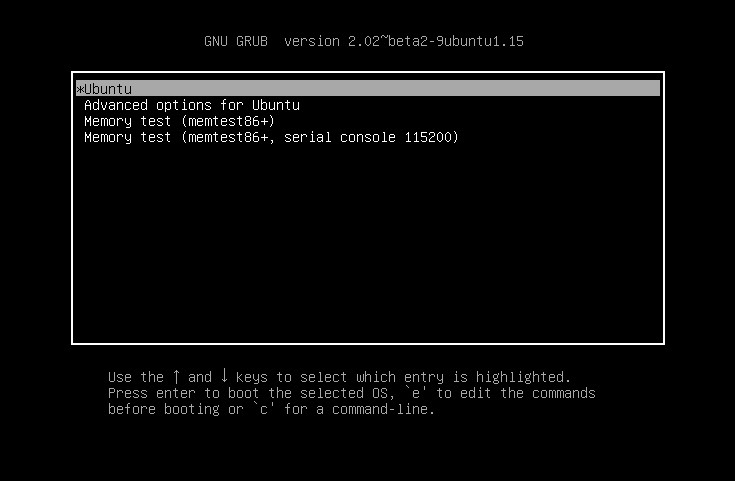 GNU GRUB  version 2.02~beta2-9ubuntu1.15
*Ubuntu
Advanced options for Ubuntu
Memory test (memtest86+)
Memory test (memtest86+, serial console 115200)
Use the ↑ and ↓ keys to select which entry is highlighted.
Press enter to boot the selected OS, `e' to edit the commands
before booting or `c' for a command-line.